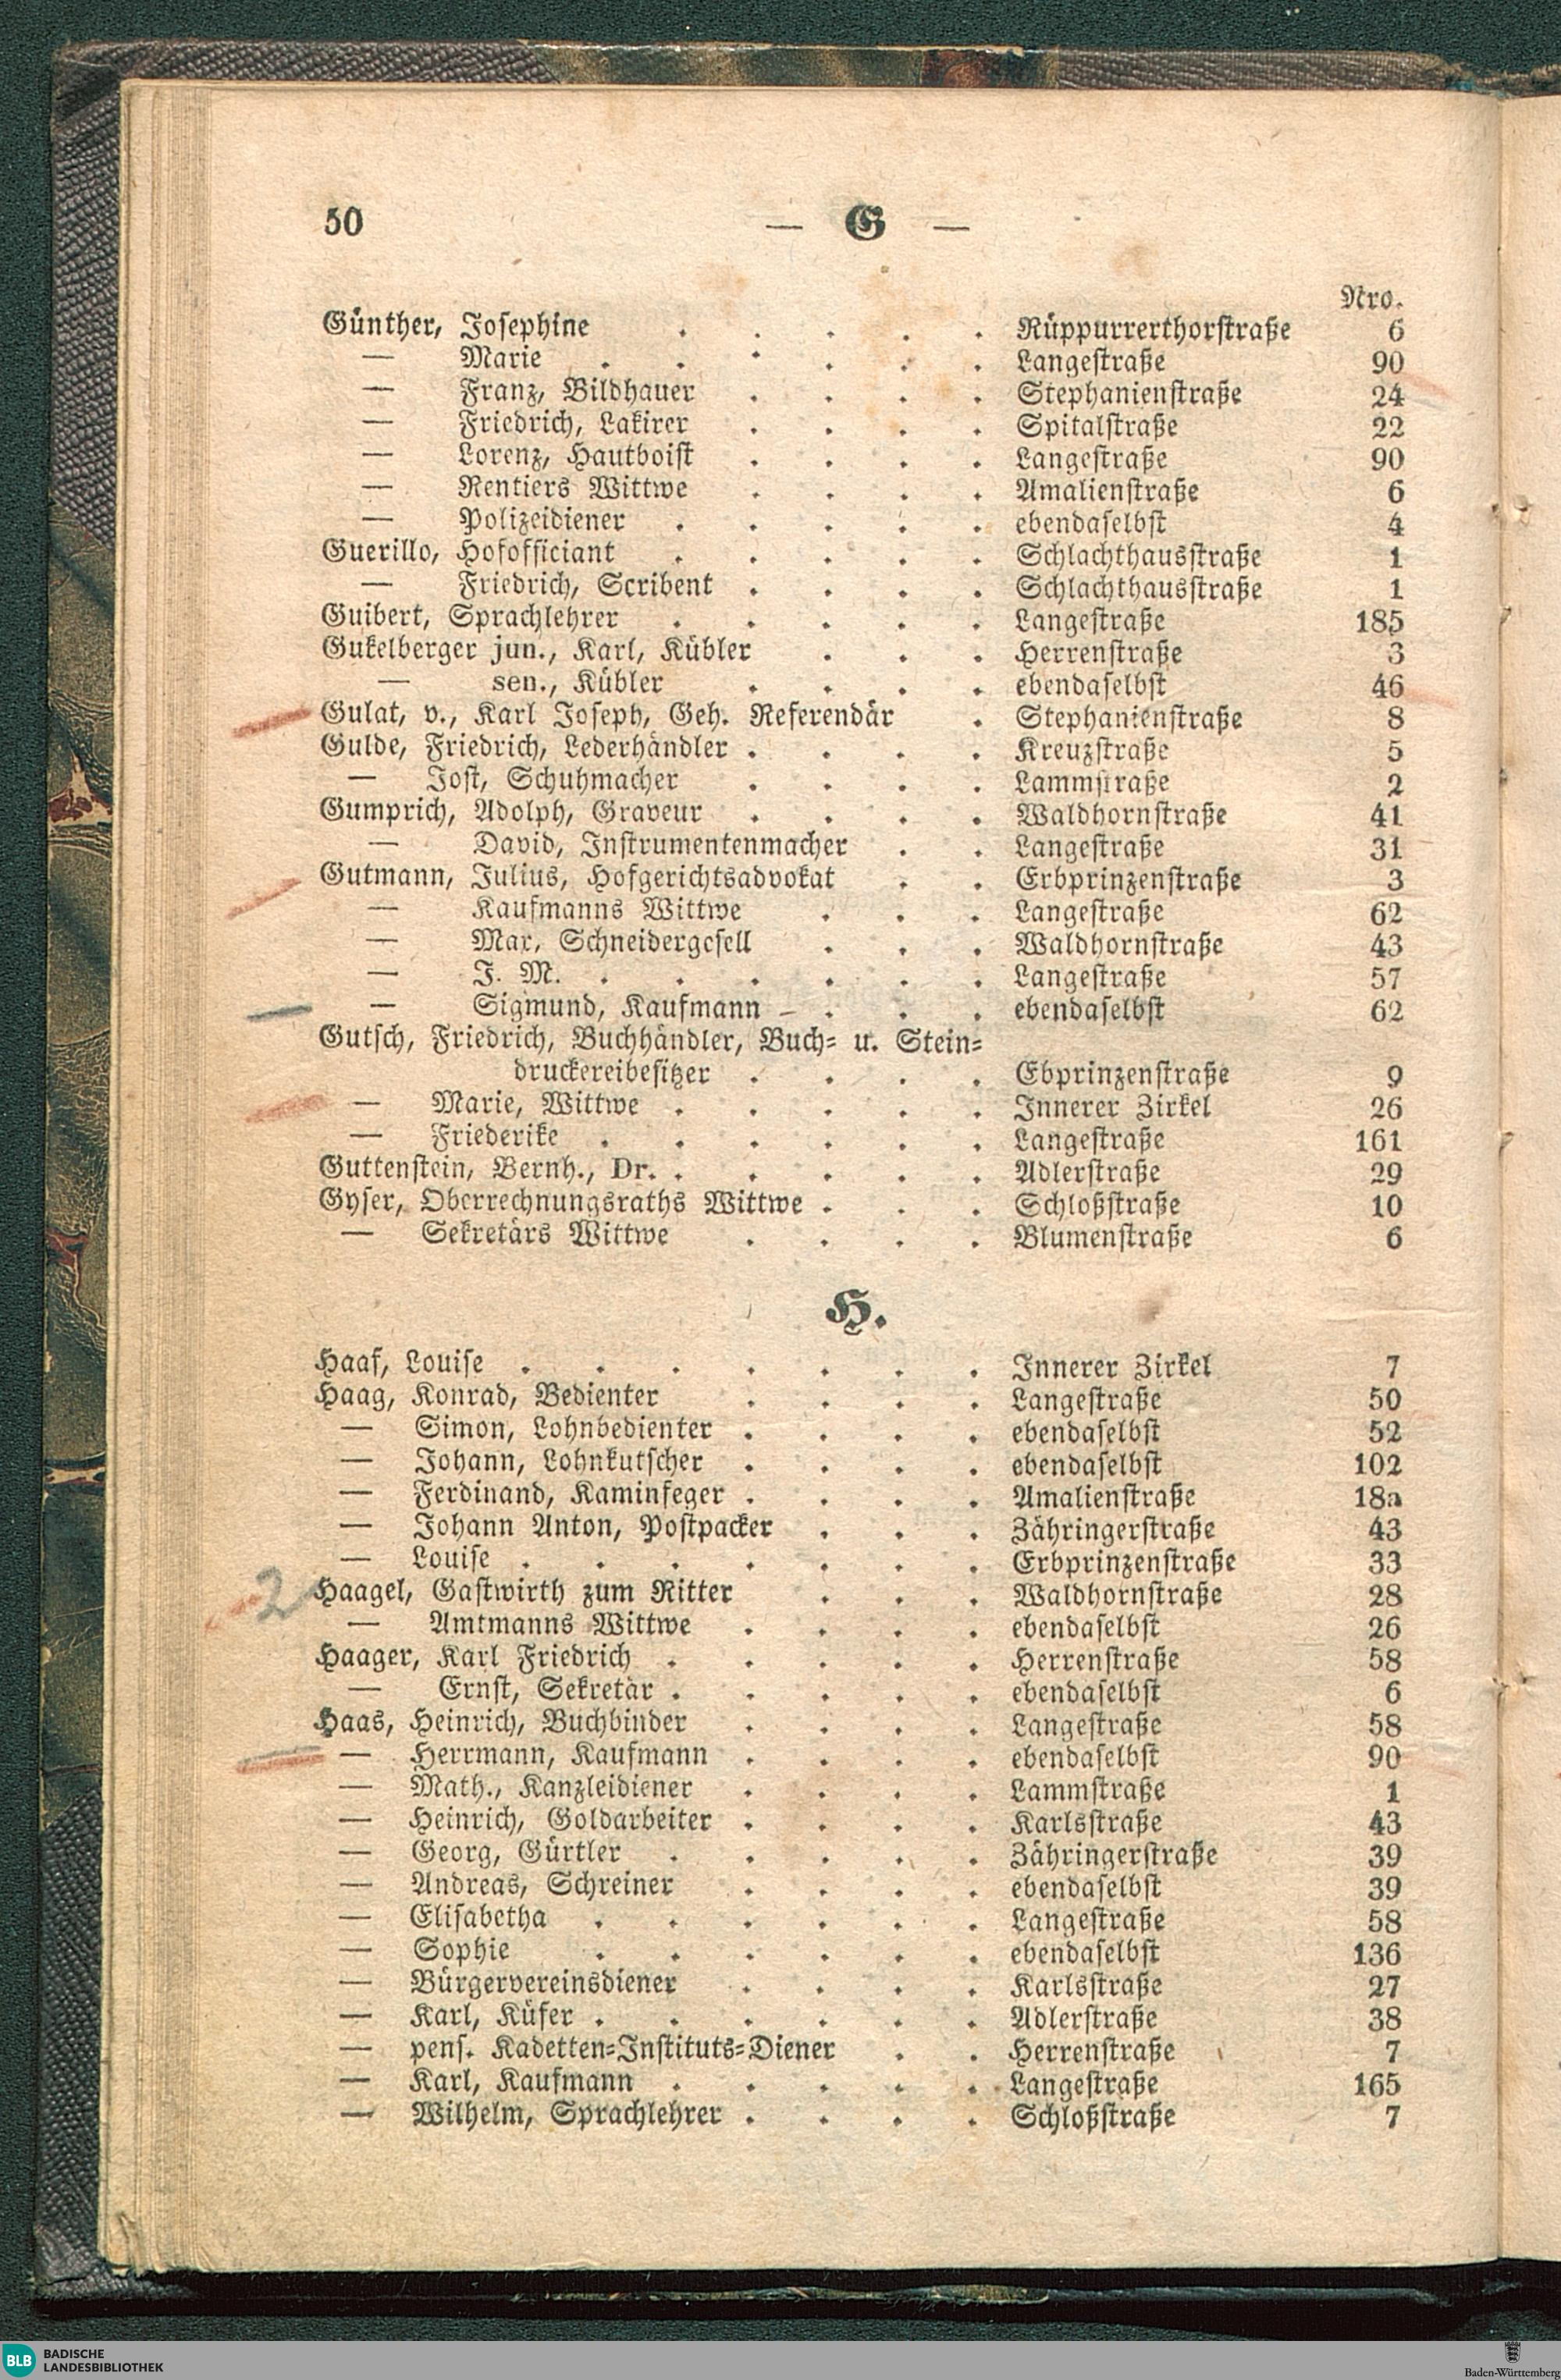 50 — G —
Nro.
Günther, Josephine . . . . . Rüppurrerthorstraße 6
— Marie . . . . . . Langestraße 90
— Franz, Bildhauer . . . . Stephanienstraße 24
— Friedrich, Lakirer . . . . Spitalstraße 22
— Lorenz, Hautboist . . . . Langestraße 90
— Rentiers Wittwe . . . . Amalienstraße 6
— Polizeidiener . . . . . ebendaselbst 4
Guerillo, Hofofficiant . . . . . Schlachthausstraße 1
— Friedrich, Scribent . . . . Schlachthausstraße 1
Guibert, Sprachlehrer . . . . . Langestraße 185
Gukelberger jun., Karl, Kübler . . . Herrenstraße 3
— sen., Kübler . . . . ebendaselbst 46
Gulat, v., Karl Joseph, Geh. Referendär . Stephanienstraße 8
Gulde, Friedrich, Lederhändler . . . . Kreuzstraße 5
— Jost, Schuhmacher . . . . Lammstraße 2
Gumprich, Adolph, Graveur . . . . Waldhornstraße 41
— David, Instrumentenmacher . . Langestraße 31
Gutmann, Julius, Hofgerichtsadvokat . . Erbprinzenstraße 3
— Kaufmanns Wittwe . . . Langestraße 62
— Max, Schneidergesell . . . Waldhornstraße 43
— J. M. . . . . . . Langestraße 57
— Sigmund, Kaufmann – . . . ebendaselbst 62
Gutsch, Friedrich, Buchhändler, Buch- u. Stein-
druckereibesitzer . . . . Ebprinzenstraße 9
— Marie, Wittwe . . . . . Innerer Zirkel 26
— Friederike . . . . . . Langestraße 161
Guttenstein, Bernh., Dr. . . . . . Adlerstraße 29
Gyser, Oberrechnungsraths Wittwe . . . Schloßstraße 10
— Sekretärs Wittwe . . . . Blumenstraße 6
H.
Haaf, Louise . . . . . . . Innerer Zirkel 7
Haag, Konrad, Bedienter . . . . Langestraße 50
— Simon, Lohnbedienter . . . . ebendaselbst 52
— Johann, Lohnkutscher . . . . ebendaselbst 102
— Ferdinand, Kaminfeger . . . . Amalienstraße 18a
— Johann Anton, Postpacker . . . Zähringerstraße 43
— Louise . . . . . . . Erbprinzenstraße 33
2 Haagel, Gastwirth zum Ritter . . . Waldhornstraße 28
— Amtmanns Wittwe . . . . ebendaselbst 26
Haager, Karl Friedrich . . . . . Herrenstraße 58
— Ernst, Sekretär . . . . . ebendaselbst 6
Haas, Heinrich, Buchbinder . . . . Langestraße 58
— Herrmann, Kaufmann . . . . ebendaselbst 90
— Math., Kanzleidiener . . . . Lammstraße 1
— Heinrich, Goldarbeiter . . . . Karlsstraße 43
— Georg, Gürtler . . . . . Zähringerstraße 39
— Andreas, Schreiner . . . . ebendaselbst 39
— Elisabetha . . . . . . Langestraße 58
— Sophie . . . . . . ebendaselbst 136
— Bürgervereinsdiener . . . . Karlsstraße 27
— Karl, Küfer . . . . . . Adlerstraße 38
— pens. Kadetten-Instituts-Diener . . Herrenstraße 7
— Karl, Kaufmann . . . . . Langestraße 165
— Wilhelm, Sprachlehrer . . . . Schloßstraße 7
BLB BADISCHE
LANDESBIBLIOTHEK
Baden-Württemberg